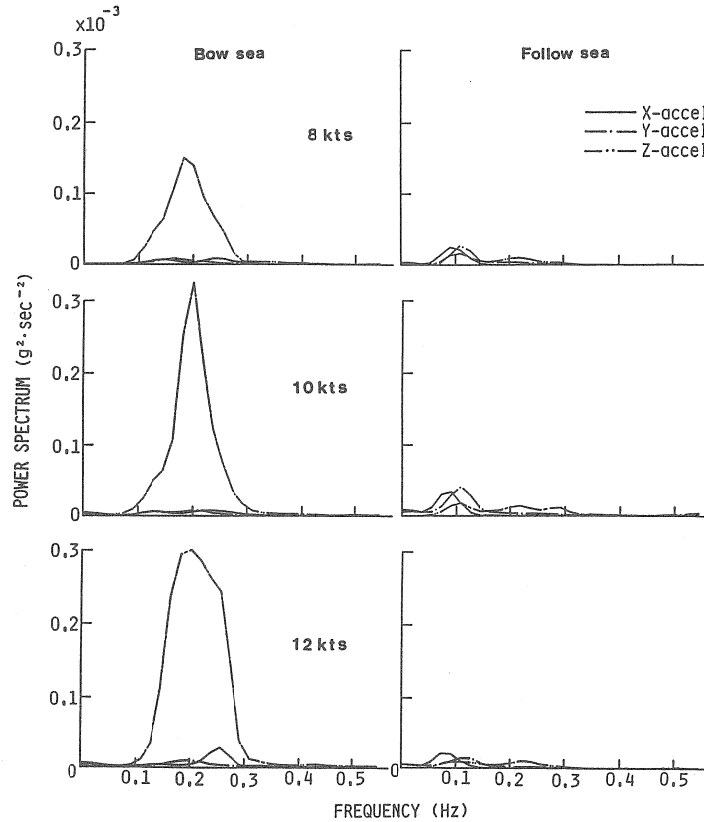 x10⁻³
Bow sea
Follow sea
0.3
0.2
0.1
0
8 kts
X-accel
Y-accel
Z-accel
0.3
0.2
0.1
0
10 kts
0.3
0.2
0.1
0
12 kts
0.1 0.2 0.3 0.4 0.5
0 0.1 0.2 0.3 0.4 0.5
POWER SPECTRUM (g²·sec⁻²)
FREQUENCY (Hz)